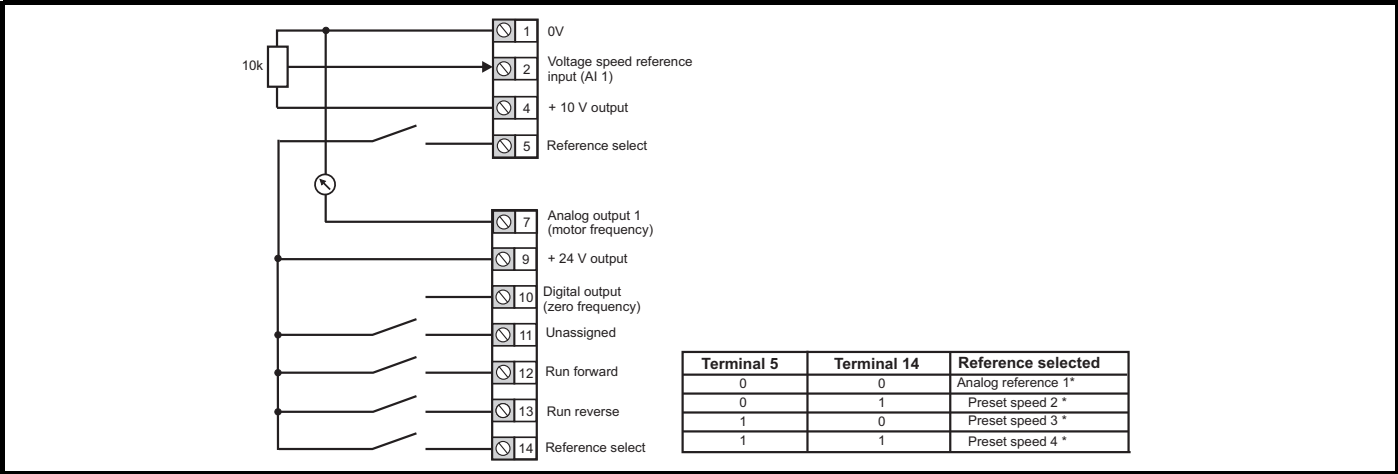 1 0V
10k
2 Voltage speed reference
input (AI 1)
4 + 10 V output
5 Reference select
7 Analog output 1
(motor frequency)
9 + 24 V output
10 Digital output
(zero frequency)
11 Unassigned
12 Run forward
13 Run reverse
14 Reference select
Terminal 5 Terminal 14 Reference selected
0 0 Analog reference 1*
0 1 Preset speed 2 *
1 0 Preset speed 3 *
1 1 Preset speed 4 *